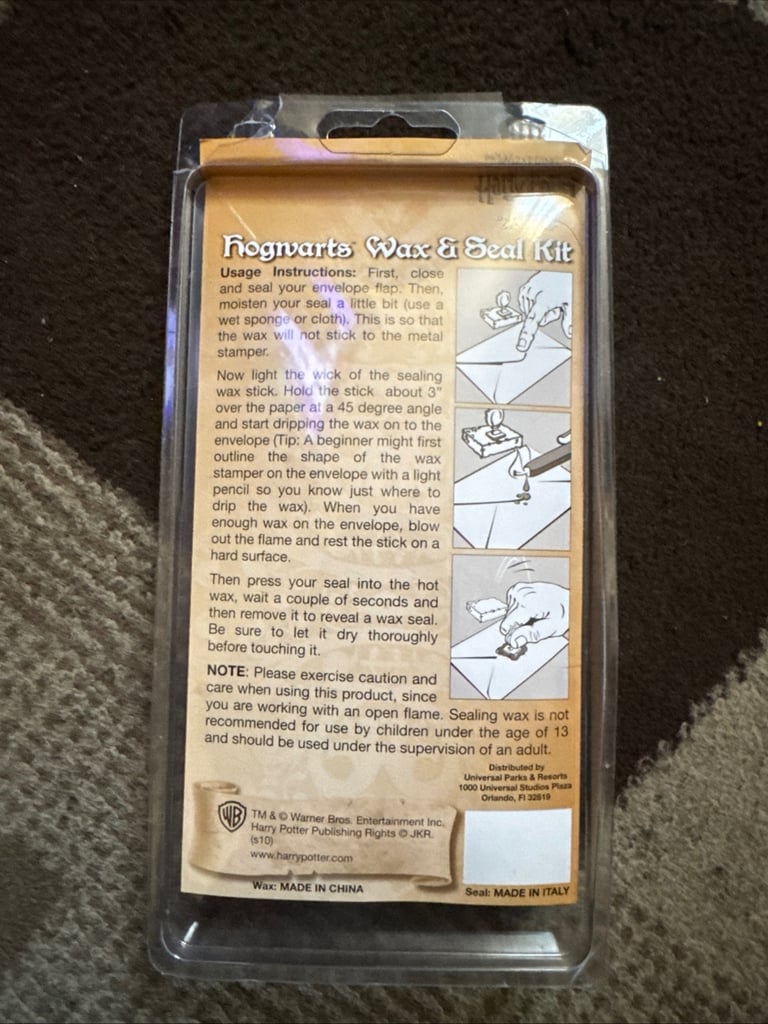 Hogwarts™ Wax & Seal Kit
Usage Instructions: First, close
and seal your envelope flap. Then,
moisten your seal a little bit (use a
wet sponge or cloth). This is so that
the wax will not stick to the metal
stamper.
Now light the wick of the sealing
wax stick. Hold the stick about 3"
over the paper at a 45 degree angle
and start dripping the wax on to the
envelope (Tip: A beginner might first
outline the shape of the wax
stamper on the envelope with a light
pencil so you know just where to
drip the wax). When you have
enough wax on the envelope, blow
out the flame and rest the stick on a
hard surface.
Then press your seal into the hot
wax, wait a couple of seconds and
then remove it to reveal a wax seal.
Be sure to let it dry thoroughly
before touching it.
NOTE: Please exercise caution and
care when using this product, since
you are working with an open flame. Sealing wax is not
recommended for use by children under the age of 13
and should be used under the supervision of an adult.
Distributed by
Universal Parks & Resorts
1000 Universal Studios Plaza
Orlando, Fl 32819
WB
TM & © Warner Bros. Entertainment Inc.
Harry Potter Publishing Rights © JKR.
(s10)
www.harrypotter.com
Wax: MADE IN CHINA
Seal: MADE IN ITALY